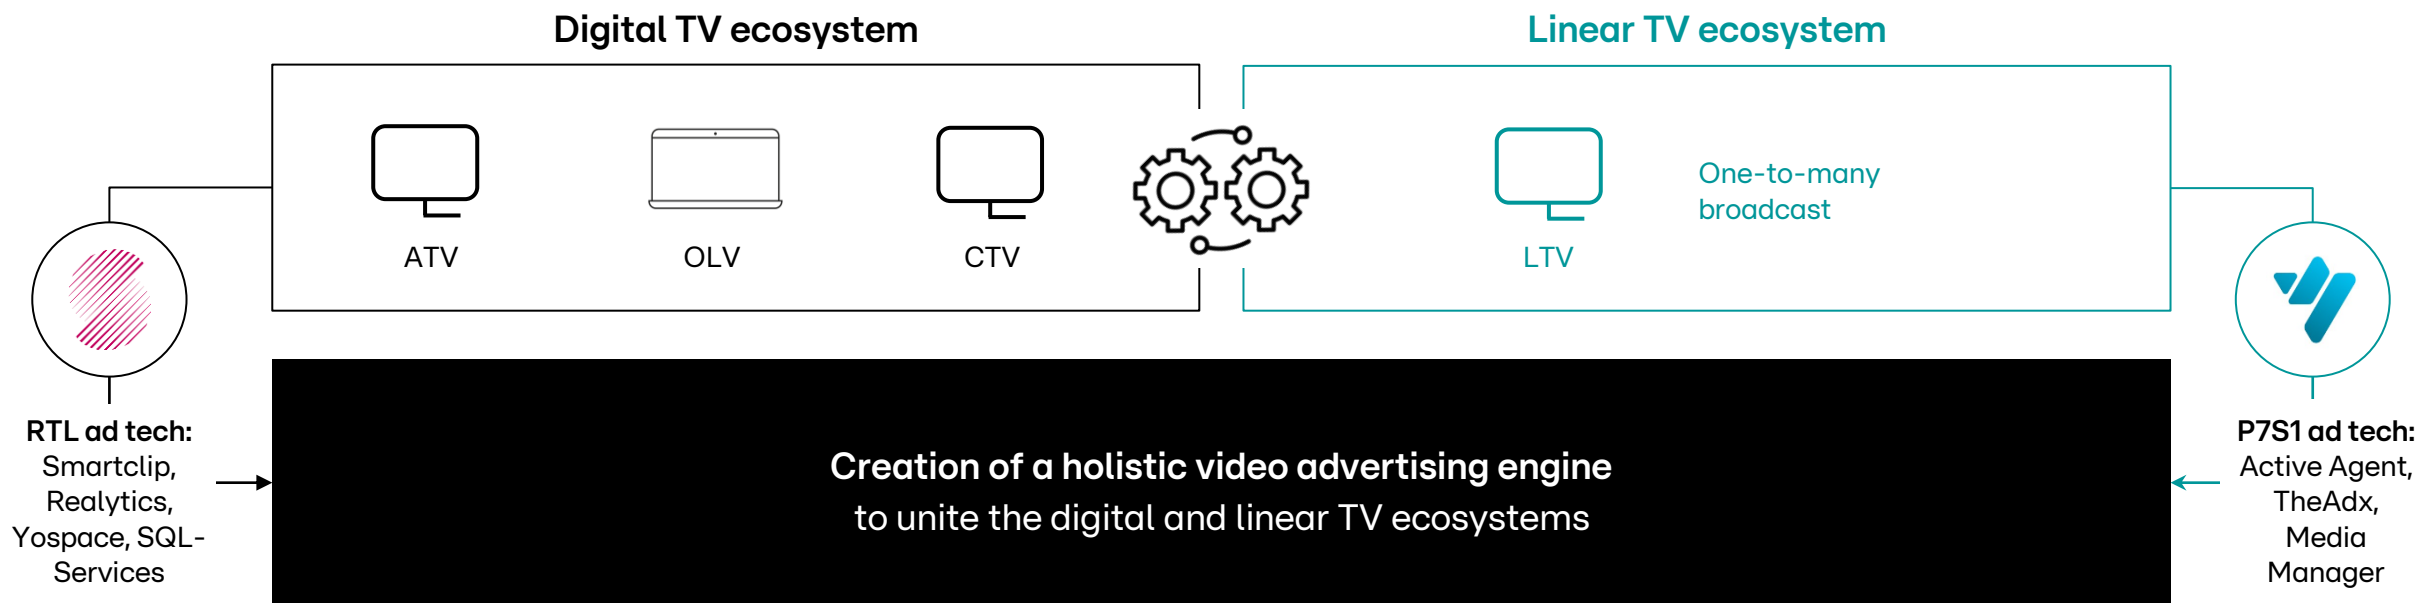 Digital TV ecosystem
Linear TV ecosystem
ATV
OLV
CTV
LTV
One-to-many
broadcast
RTL ad tech:
Smartclip,
Realytics,
Yospace, SQL-
Services
Creation of a holistic video advertising engine
to unite the digital and linear TV ecosystems
P7S1 ad tech:
Active Agent,
TheAdx,
Media
Manager